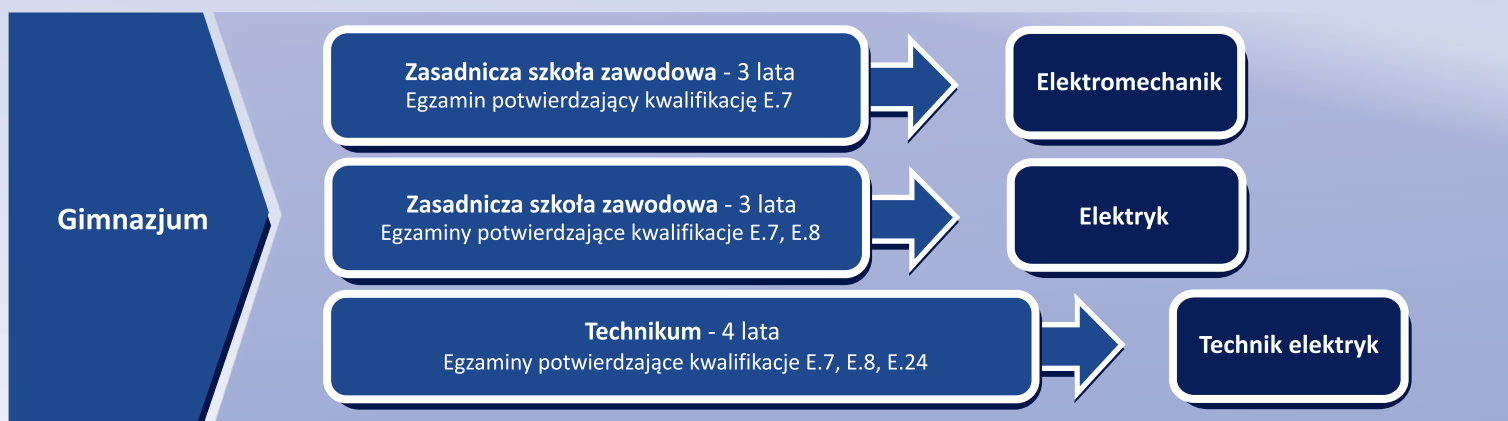 Gimnazjum
Zasadnicza szkoła zawodowa - 3 lata
Egzamin potwierdzający kwalifikację E.7
Elektromechanik
Zasadnicza szkoła zawodowa - 3 lata
Egzaminy potwierdzające kwalifikacje E.7, E.8
Elektryk
Technikum - 4 lata
Egzaminy potwierdzające kwalifikacje E.7, E.8, E.24
Technik elektryk